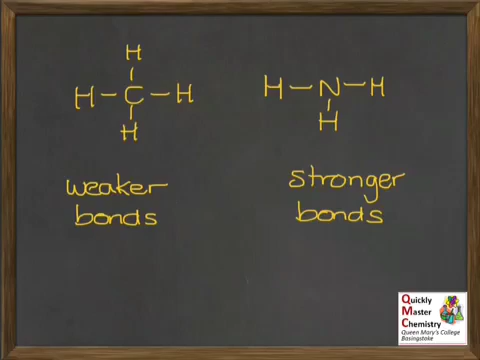 H
H – C – H
H
H – N – H
H
weaker
bonds
stronger
bonds
Quickly
Master
Chemistry
Queen Mary's College
Basingstoke